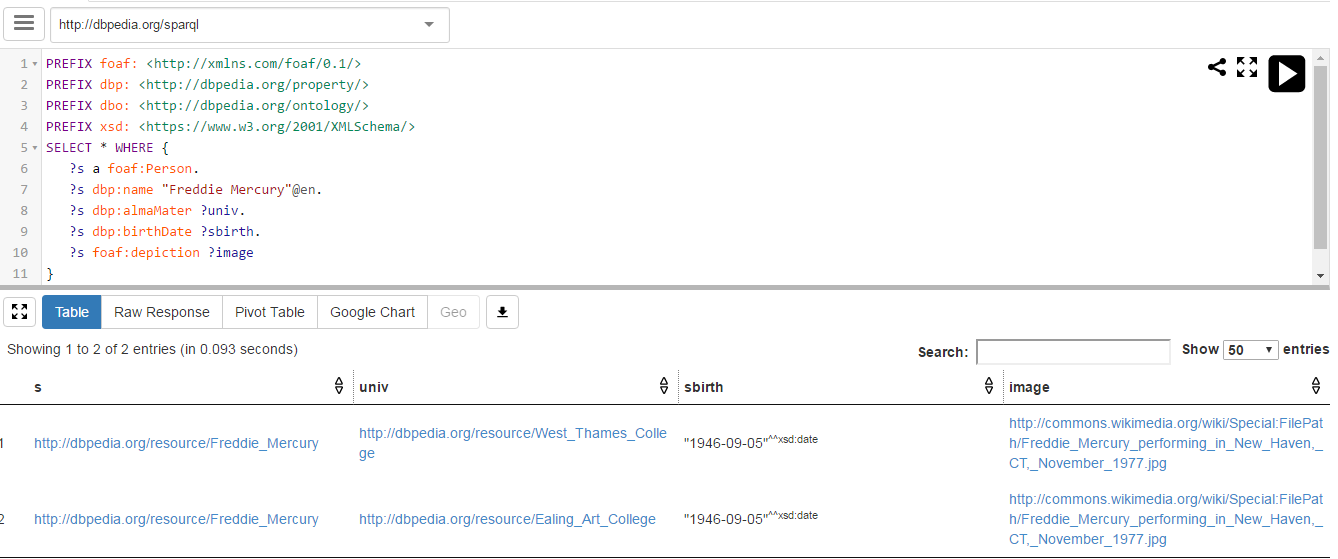 http://dbpedia.org/sparql
1 PREFIX foaf: <http://xmlns.com/foaf/0.1/>
2 PREFIX dbp: <http://dbpedia.org/property/>
3 PREFIX dbo: <http://dbpedia.org/ontology/>
4 PREFIX xsd: <https://www.w3.org/2001/XMLSchema/>
5 SELECT * WHERE {
6 ?s a foaf:Person.
7 ?s dbp:name "Freddie Mercury"@en.
8 ?s dbp:almaMater ?univ.
9 ?s dbp:birthDate ?sbirth.
10 ?s foaf:depiction ?image
11 }
Table Raw Response Pivot Table Google Chart Geo
Showing 1 to 2 of 2 entries (in 0.093 seconds) Search: Show 50 entries
s univ sbirth image
1 http://dbpedia.org/resource/Freddie_Mercury http://dbpedia.org/resource/West_Thames_Colle
ge "1946-09-05"^^xsd:date http://commons.wikimedia.org/wiki/Special:FilePat
h/Freddie_Mercury_performing_in_New_Haven,_
CT,_November_1977.jpg
2 http://dbpedia.org/resource/Freddie_Mercury http://dbpedia.org/resource/Ealing_Art_College "1946-09-05"^^xsd:date http://commons.wikimedia.org/wiki/Special:FilePat
h/Freddie_Mercury_performing_in_New_Haven,_
CT,_November_1977.jpg